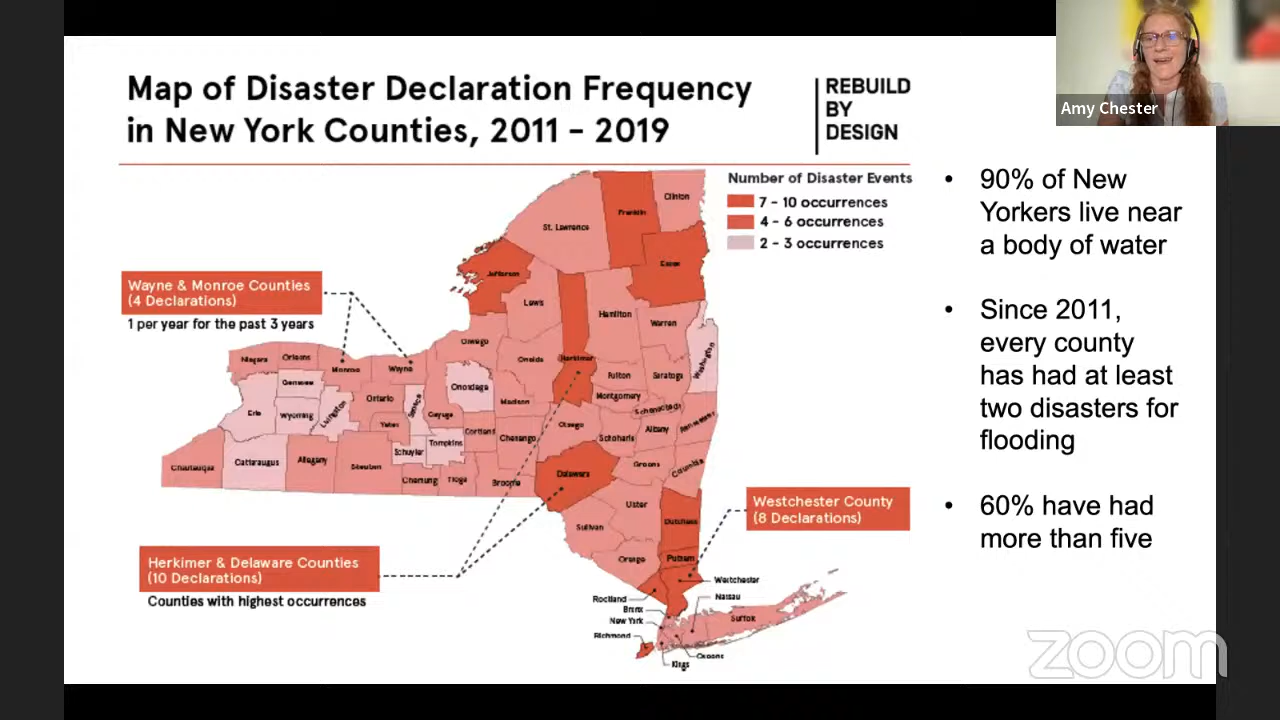 Map of Disaster Declaration Frequency
in New York Counties, 2011 - 2019
REBUILD
BY
DESIGN
Amy Chester
Number of Disaster Events
7 - 10 occurrences
4 - 6 occurrences
2 - 3 occurrences
• 90% of New
Yorkers live near
a body of water
• Since 2011,
every county
has had at least
two disasters for
flooding
• 60% have had
more than five
Wayne & Monroe Counties
(4 Declarations)
1 per year for the past 3 years
Herkimer & Delaware Counties
(10 Declarations)
Counties with highest occurrences
Westchester County
(8 Declarations)
Clinton
Franklin
St. Lawrence
Essex
Jefferson
Lewis
Hamilton
Warren
Washington
Oswego
Oneida
Herkimer
Fulton
Saratoga
Niagara
Orleans
Monroe
Wayne
Genesee
Onondaga
Madison
Montgomery
Schenectady
Erie
Wyoming
Livingston
Ontario
Seneca
Cayuga
Yates
Cortland
Chenango
Otsego
Schoharie
Albany
Rensselaer
Schuyler
Tompkins
Chautauqua
Cattaraugus
Allegany
Steuben
Chemung
Tioga
Broome
Delaware
Greene
Columbia
Ulster
Sullivan
Dutchess
Orange
Putnam
Westchester
Rockland
Nassau
Bronx
New York
Suffolk
Richmond
Queens
Kings
zoom